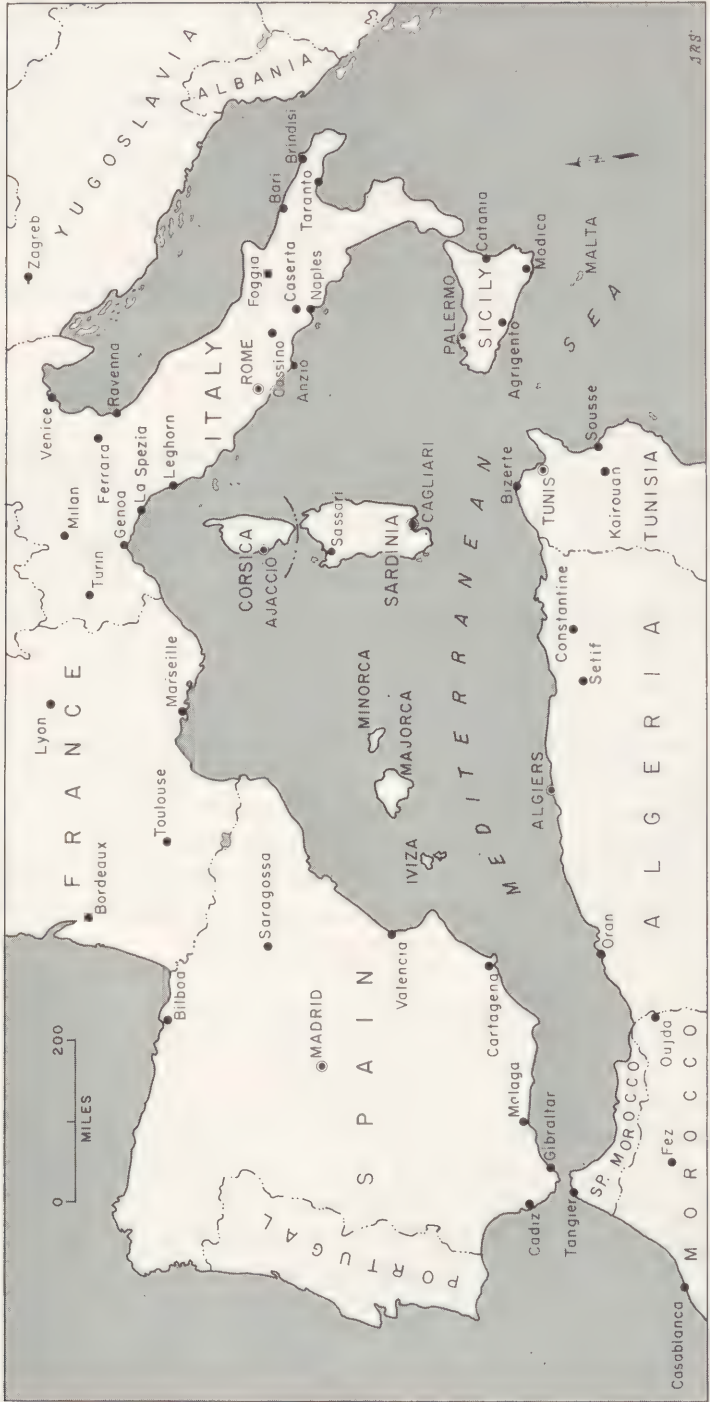 0
200
MILES
FRANCE
Bordeaux
Lyon
Toulouse
Marseille
SPAIN
Bilbao
Saragossa
MADRID
Valencia
Cartagena
Malaga
Gibraltar
Cadiz
PORTUGAL
Tangier
SP. MOROCCO
MOROCCO
Casablanca
Fez
Oujda
ALGERIA
Oran
ALGIERS
Setif
Constantine
TUNISIA
Bizerte
TUNIS
Kairouan
Sousse
MEDITERRANEAN
SEA
IVIZA
MAJORCA
MINORCA
CORSICA
AJACCIO
SARDINIA
Sassari
CAGLIARI
ITALY
Turin
Milan
Genoa
La Spezia
Leghorn
Ferrara
Ravenna
Venice
ROME
Cassino
Anzio
Caserta
Naples
Foggia
Bari
Brindisi
Taranto
SICILY
PALERMO
Agrigento
Catania
Modica
MALTA
YUGOSLAVIA
Zagreb
ALBANIA
N
JRS